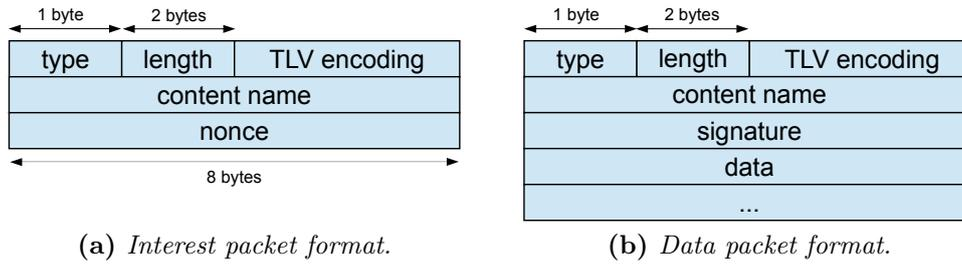 1 byte 2 bytes
type length TLV encoding
content name
nonce
8 bytes
(a) Interest packet format.
1 byte 2 bytes
type length TLV encoding
content name
signature
data
...
(b) Data packet format.